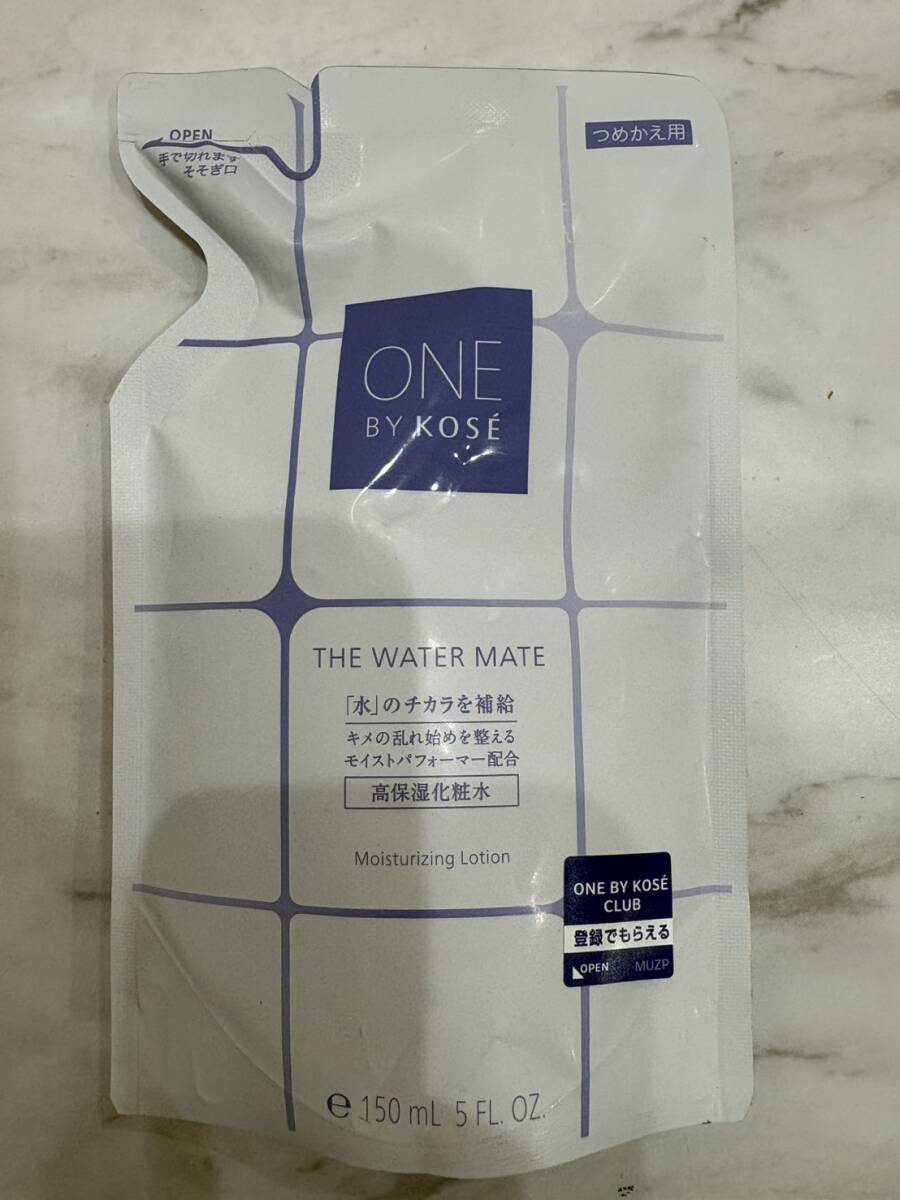 OPEN
手で切れます
そそぎ口
つめかえ用
ONE
BY KOSÉ
THE WATER MATE
「水」のチカラを補給
キメの乱れ始めを整える
モイストパフォーマー配合
高保湿化粧水
Moisturizing Lotion
ONE BY KOSÉ
CLUB
登録でもらえる
OPEN MUZP
℮ 150 mL 5 FL. OZ.